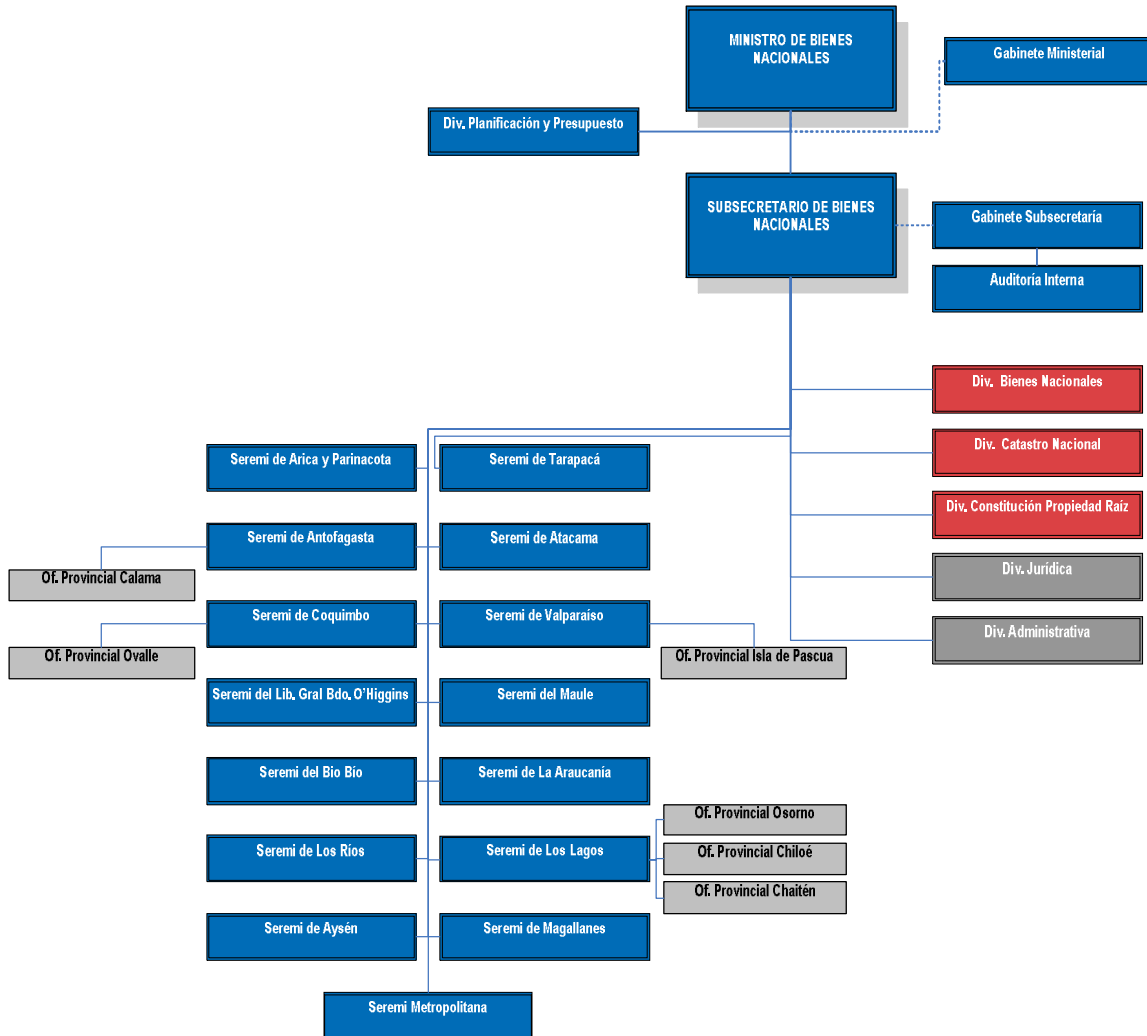 MINISTRO DE BIENES
NACIONALES
Gabinete Ministerial
Div. Planificación y Presupuesto
SUBSECRETARIO DE BIENES
NACIONALES
Gabinete Subsecretaría
Auditoría Interna
Div. Bienes Nacionales
Div. Catastro Nacional
Div. Constitución Propiedad Raíz
Div. Jurídica
Div. Administrativa
Seremi de Arica y Parinacota
Seremi de Tarapacá
Seremi de Antofagasta
Seremi de Atacama
Of. Provincial Calama
Seremi de Coquimbo
Seremi de Valparaíso
Of. Provincial Ovalle
Of. Provincial Isla de Pascua
Seremi del Lib. Gral Bdo. O'Higgins
Seremi del Maule
Seremi del Bio Bío
Seremi de La Araucanía
Seremi de Los Ríos
Seremi de Los Lagos
Of. Provincial Osorno
Of. Provincial Chiloé
Of. Provincial Chaitén
Seremi de Aysén
Seremi de Magallanes
Seremi Metropolitana